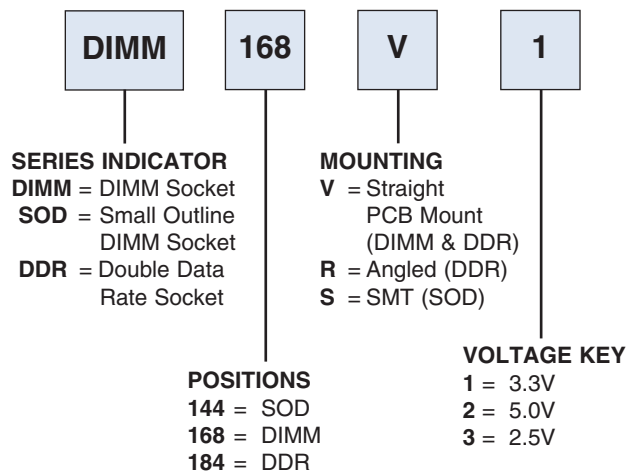 DIMM 168 V 1
SERIES INDICATOR
DIMM = DIMM Socket
SOD = Small Outline
DIMM Socket
DDR = Double Data
Rate Socket
MOUNTING
V = Straight
PCB Mount
(DIMM & DDR)
R = Angled (DDR)
S = SMT (SOD)
POSITIONS
144 = SOD
168 = DIMM
184 = DDR
VOLTAGE KEY
1 = 3.3V
2 = 5.0V
3 = 2.5V